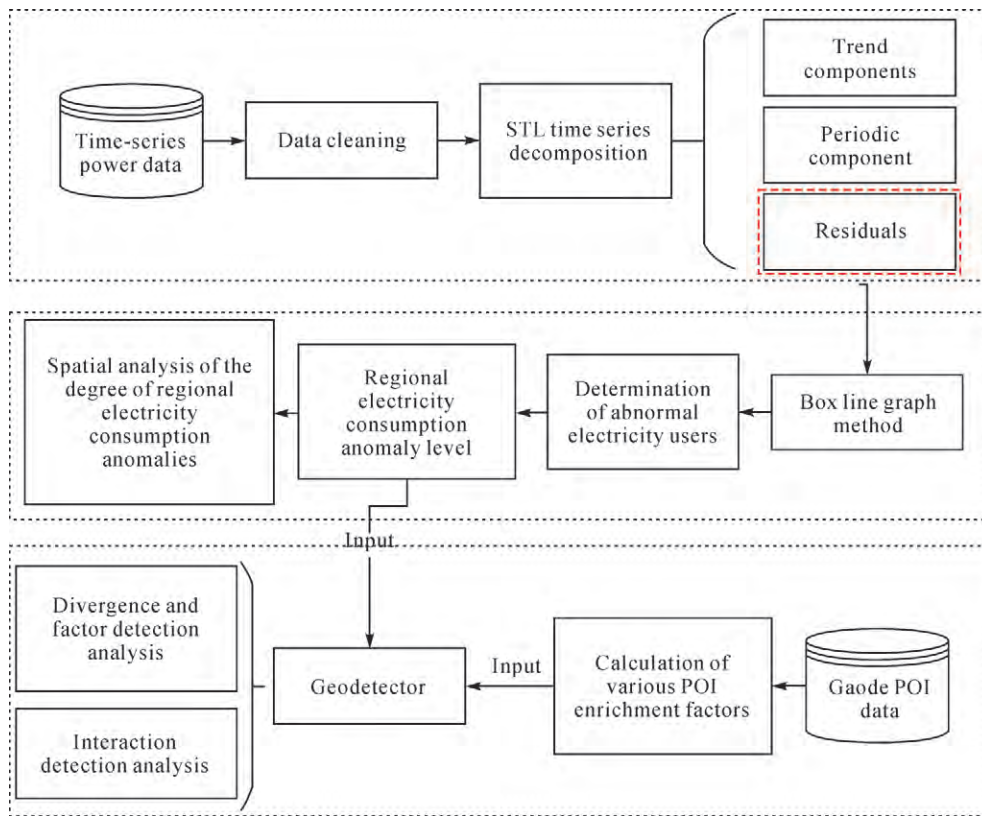 Time-series
power data
Data cleaning
STL time series
decomposition
Trend
components
Periodic
component
Residuals
Spatial analysis of the
degree of regional
electricity
consumption
anomalies
Regional
electricity
consumption
anomaly level
Determination
of abnormal
electricity users
Box line graph
method
Input
Divergence and
factor detection
analysis
Interaction
detection analysis
Geodetector
Input
Calculation of
various POI
enrichment factors
Gaode POI
data